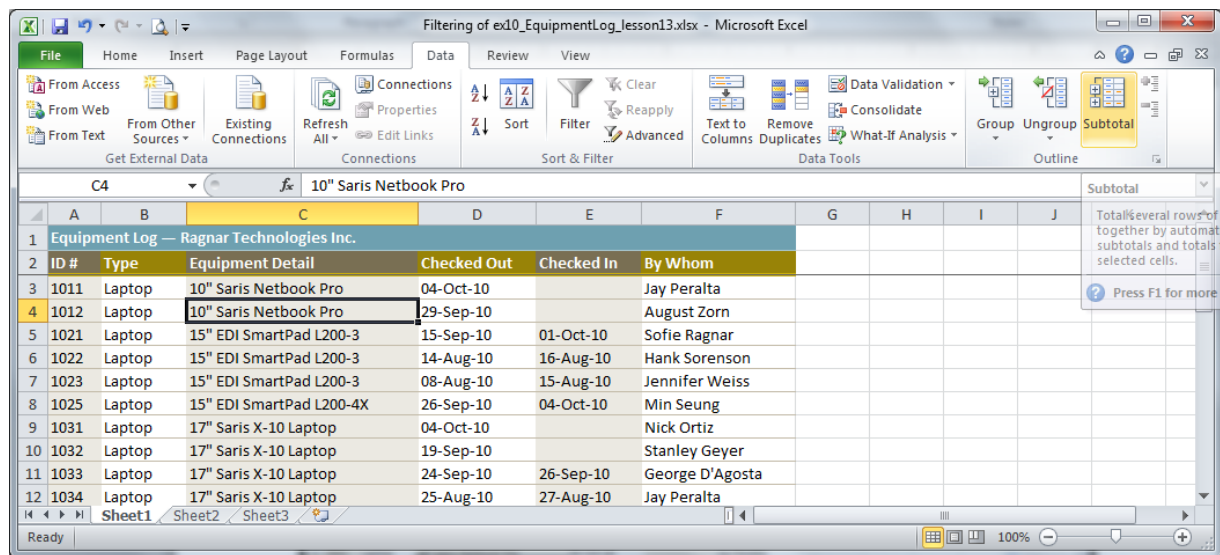 Filtering of ex10_EquipmentLog_lesson13.xlsx - Microsoft Excel
File Home Insert Page Layout Formulas Data Review View
From Access
From Web
From Text
From Other Sources
Existing Connections
Get External Data
Refresh All
Connections
Properties
Edit Links
Connections
Sort
Filter
Clear
Reapply
Advanced
Sort & Filter
Text to Columns
Remove Duplicates
Data Validation
Consolidate
What-If Analysis
Data Tools
Group
Ungroup
Subtotal
Outline
C4 fx 10" Saris Netbook Pro
Subtotal
Total several rows of
together by automat
subtotals and totals
selected cells.
Press F1 for more
A B C D E F G H I J
1 Equipment Log — Ragnar Technologies Inc.
2 ID # Type Equipment Detail Checked Out Checked In By Whom
3 1011 Laptop 10" Saris Netbook Pro 04-Oct-10 Jay Peralta
4 1012 Laptop 10" Saris Netbook Pro 29-Sep-10 August Zorn
5 1021 Laptop 15" EDI SmartPad L200-3 15-Sep-10 01-Oct-10 Sofie Ragnar
6 1022 Laptop 15" EDI SmartPad L200-3 14-Aug-10 16-Aug-10 Hank Sorenson
7 1023 Laptop 15" EDI SmartPad L200-3 08-Aug-10 15-Aug-10 Jennifer Weiss
8 1025 Laptop 15" EDI SmartPad L200-4X 26-Sep-10 04-Oct-10 Min Seung
9 1031 Laptop 17" Saris X-10 Laptop 04-Oct-10 Nick Ortiz
10 1032 Laptop 17" Saris X-10 Laptop 19-Sep-10 Stanley Geyer
11 1033 Laptop 17" Saris X-10 Laptop 24-Sep-10 26-Sep-10 George D'Agosta
12 1034 Laptop 17" Saris X-10 Laptop 25-Aug-10 27-Aug-10 Jay Peralta
Sheet1 Sheet2 Sheet3
Ready 100%